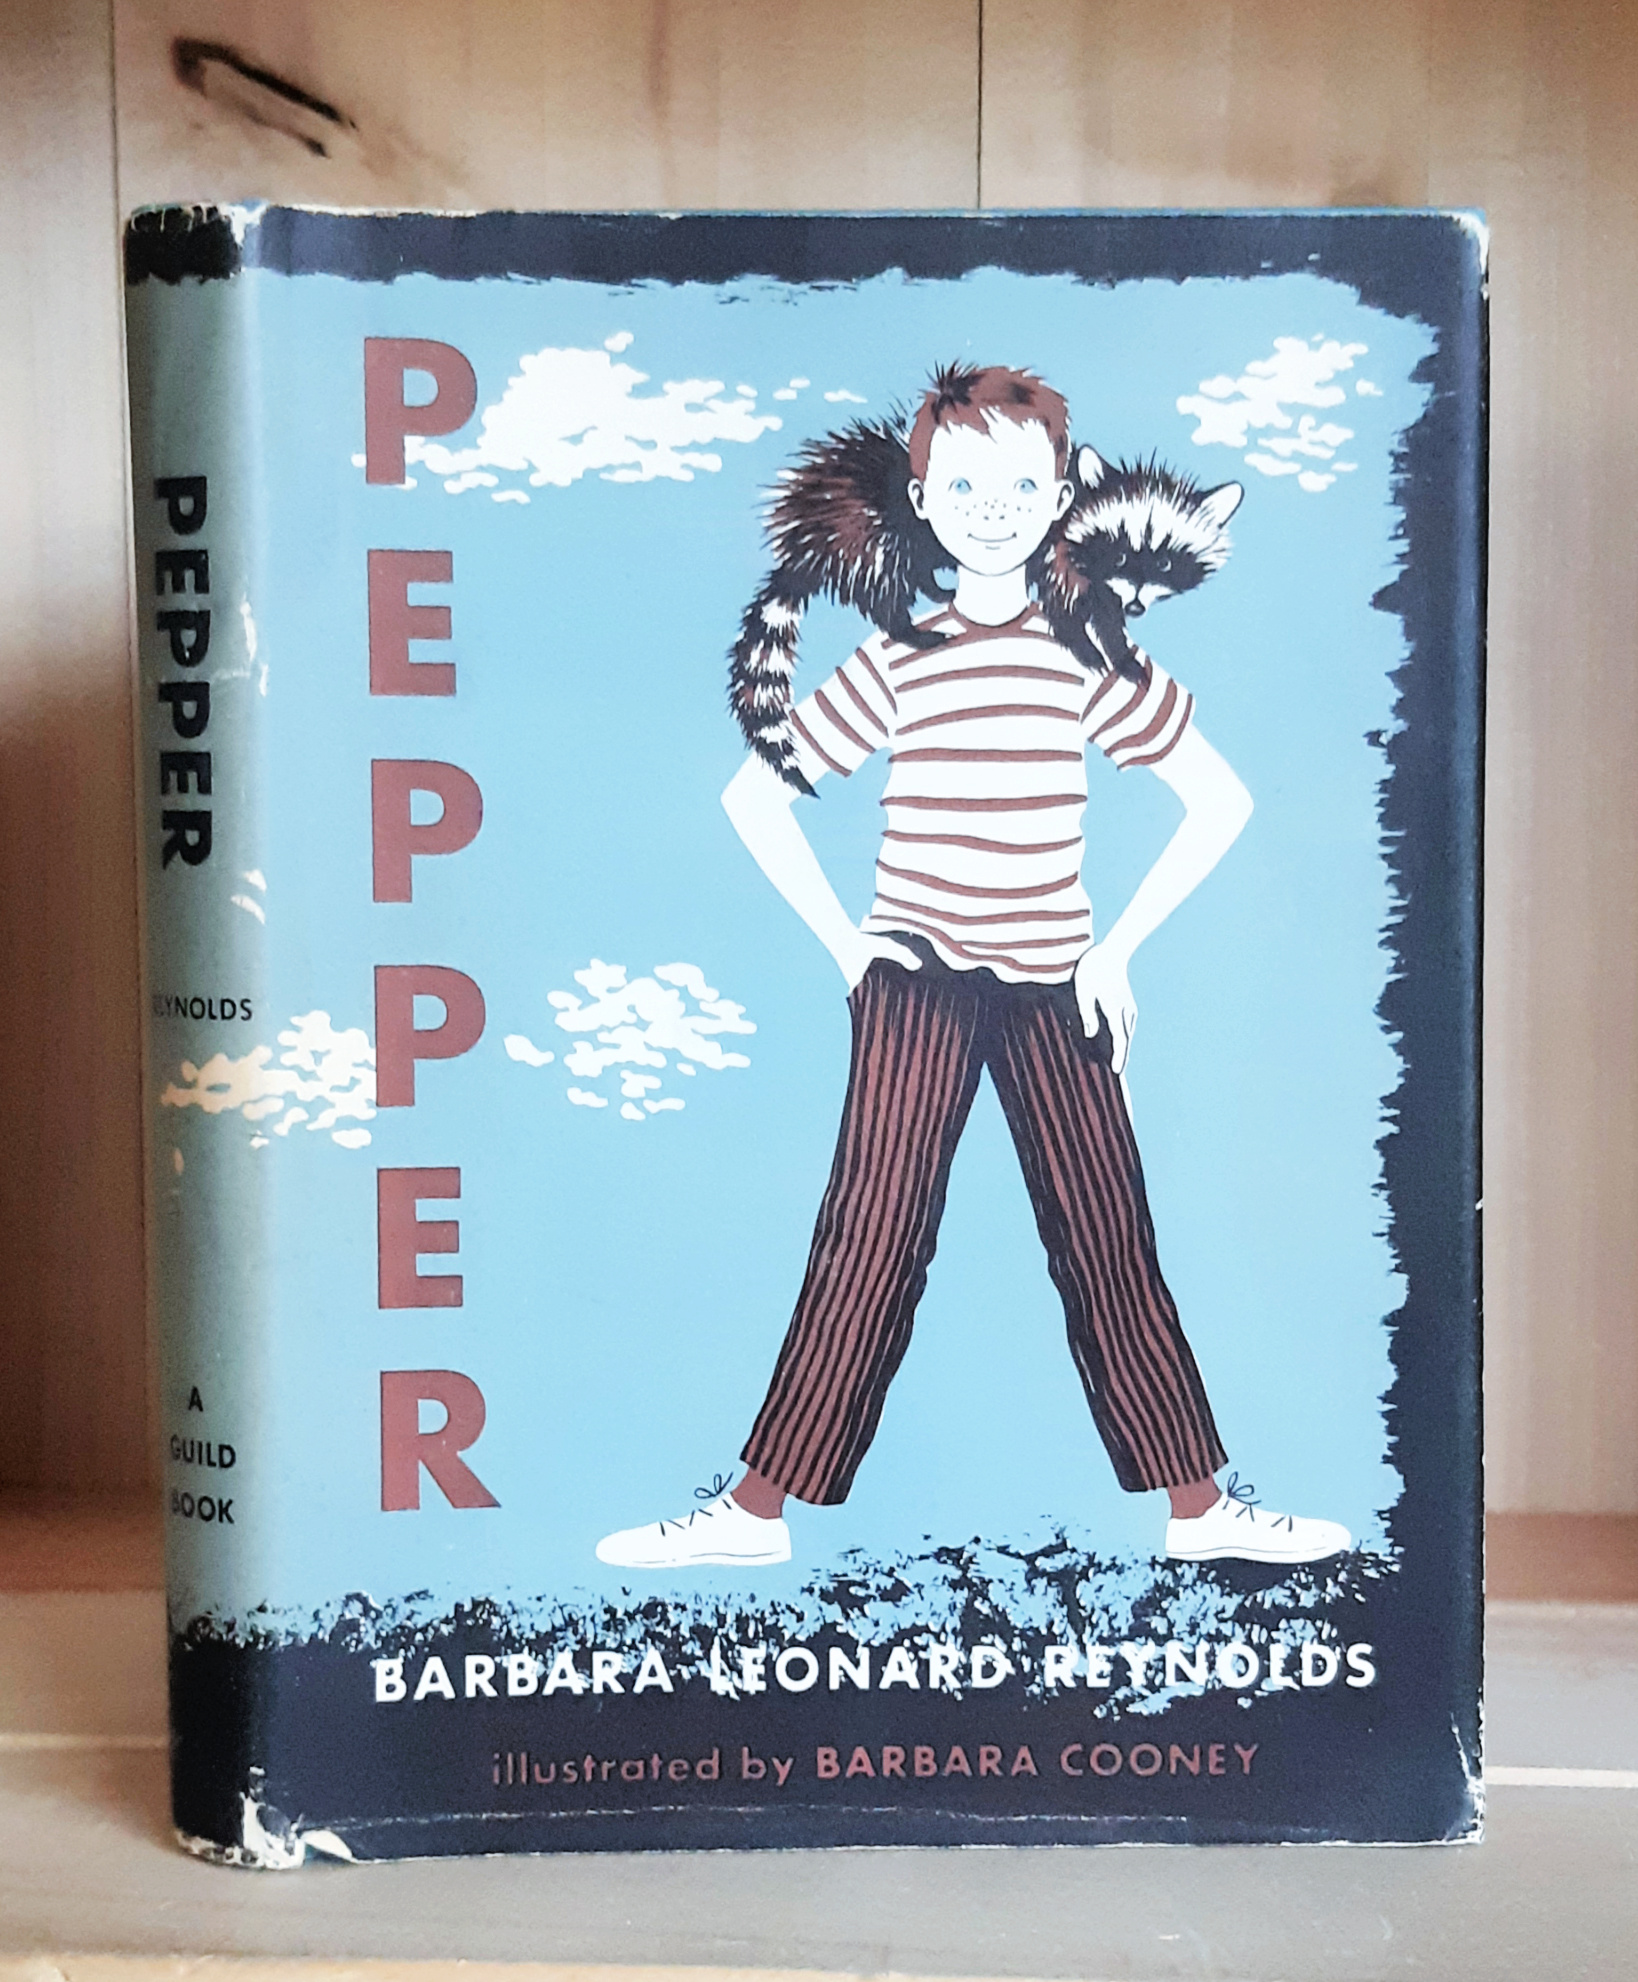 PEPPER
REYNOLDS
A
GUILD
BOOK
PEPPER
BARBARA LEONARD REYNOLDS
illustrated by BARBARA COONEY